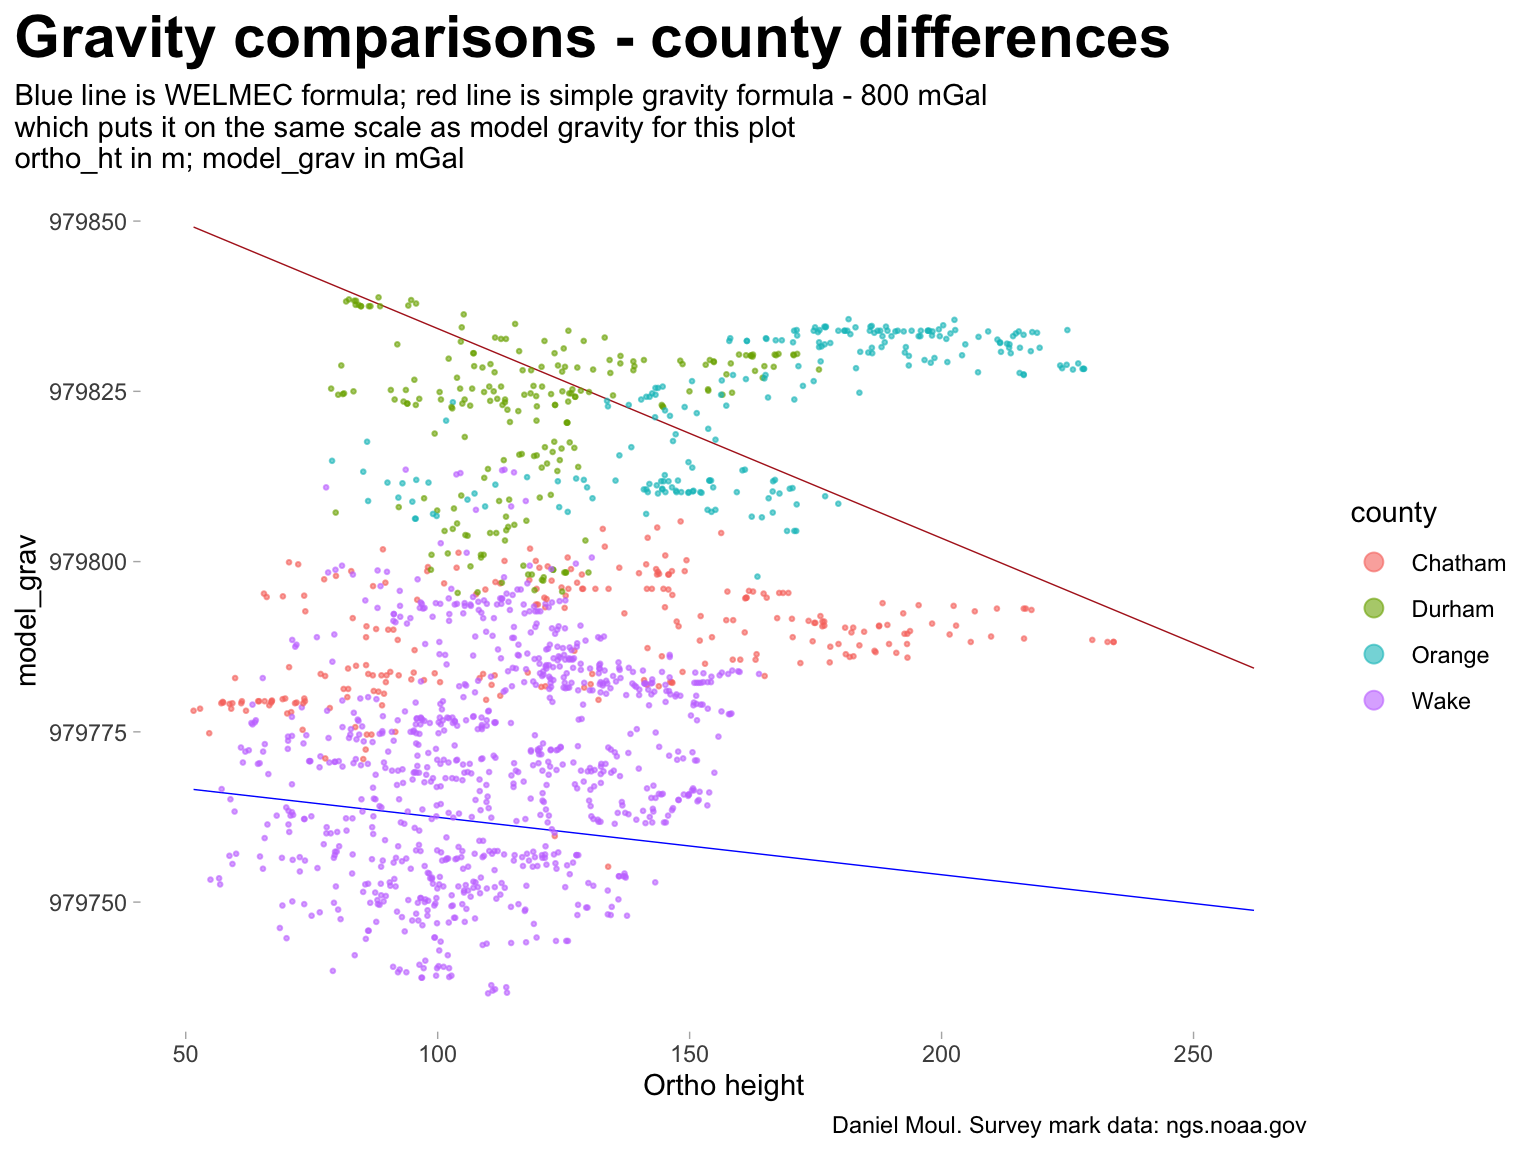 Gravity comparisons - county differences
Blue line is WELMEC formula; red line is simple gravity formula - 800 mGal
which puts it on the same scale as model gravity for this plot
ortho_ht in m; model_grav in mGal
979850
979825
979800
979775
979750
model_grav
50
100
150
200
250
Ortho height
county
Chatham
Durham
Orange
Wake
Daniel Moul. Survey mark data: ngs.noaa.gov